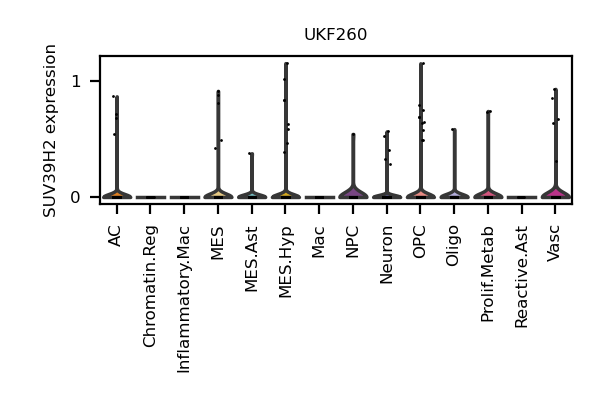 UKF260
SUV39H2 expression
1
0
AC
Chromatin.Reg
Inflammatory.Mac
MES
MES.Ast
MES.Hyp
Mac
NPC
Neuron
OPC
Oligo
Prolif.Metab
Reactive.Ast
Vasc